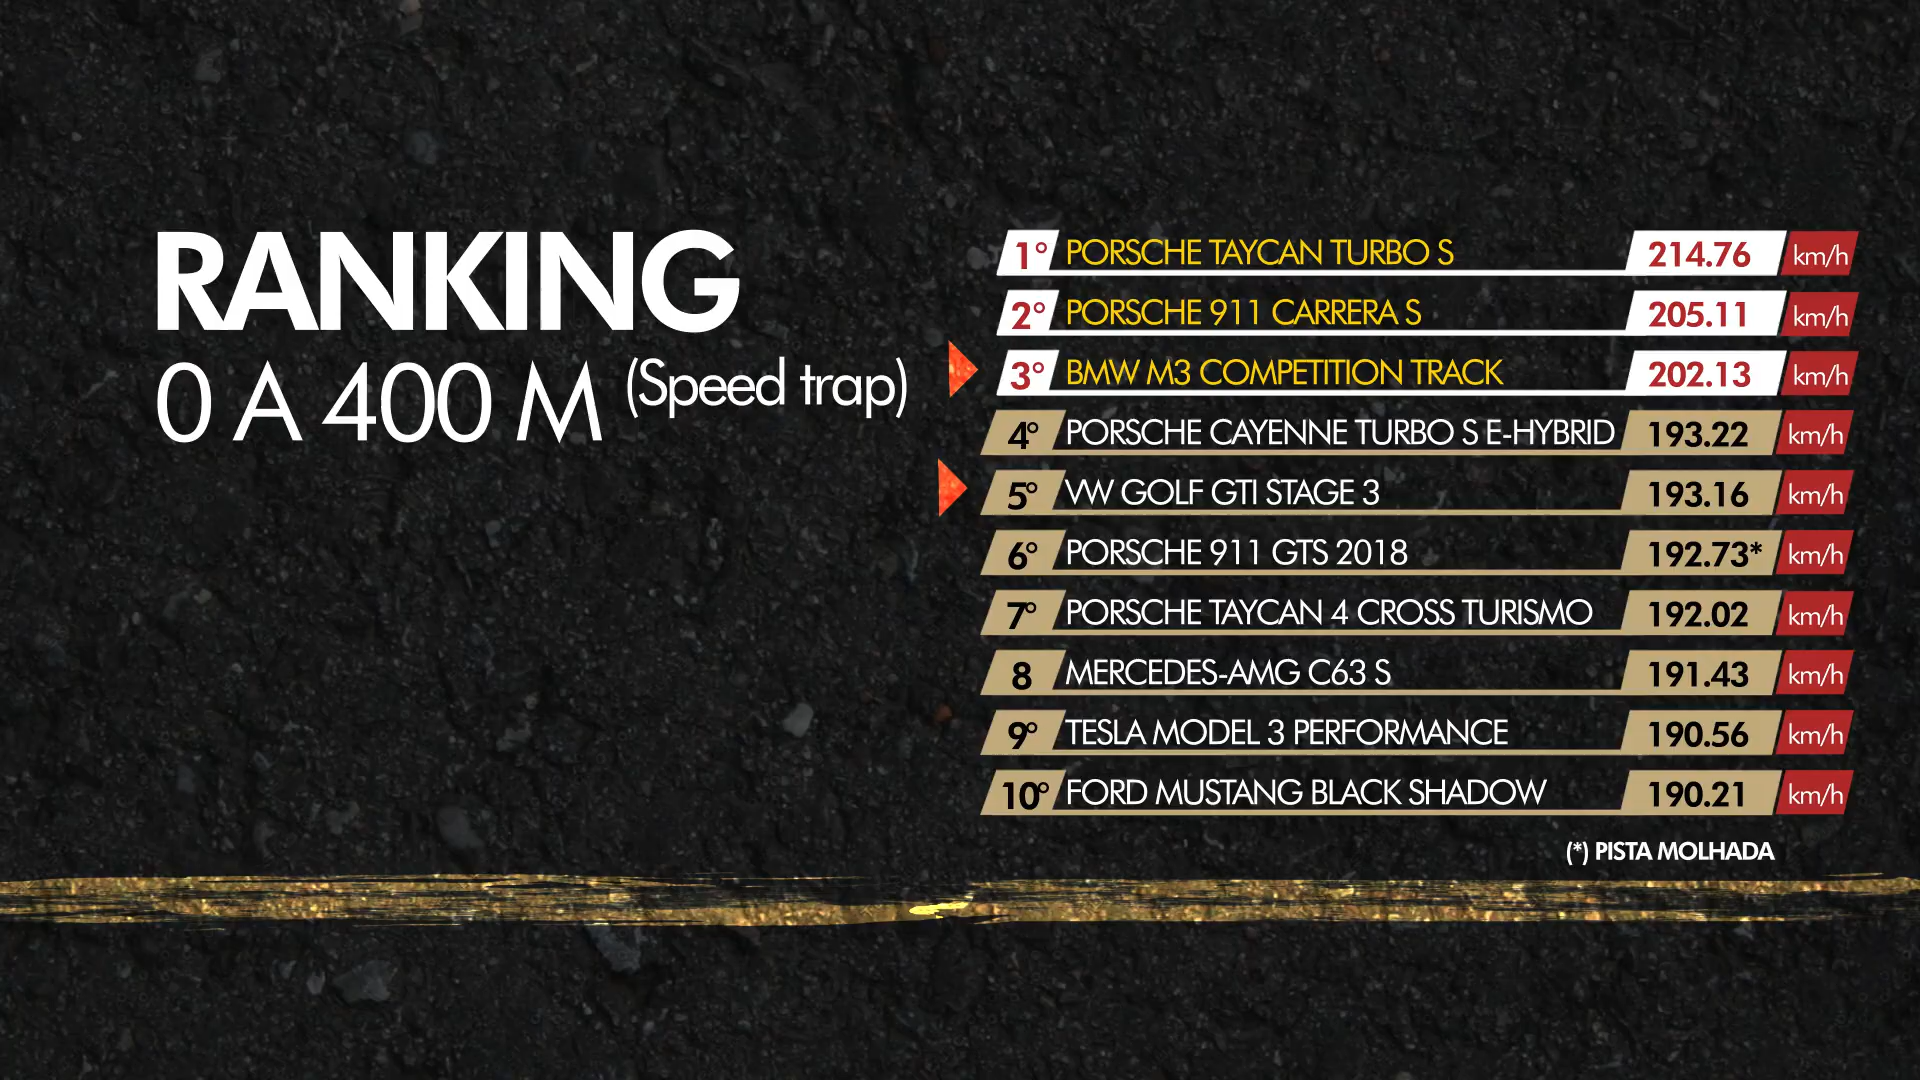 RANKING
0 A 400 M (Speed trap)
1° PORSCHE TAYCAN TURBO S 214.76 km/h
2° PORSCHE 911 CARRERA S 205.11 km/h
3° BMW M3 COMPETITION TRACK 202.13 km/h
4° PORSCHE CAYENNE TURBO S E-HYBRID 193.22 km/h
5° VW GOLF GTI STAGE 3 193.16 km/h
6° PORSCHE 911 GTS 2018 192.73* km/h
7° PORSCHE TAYCAN 4 CROSS TURISMO 192.02 km/h
8 MERCEDES-AMG C63 S 191.43 km/h
9° TESLA MODEL 3 PERFORMANCE 190.56 km/h
10° FORD MUSTANG BLACK SHADOW 190.21 km/h
(*) PISTA MOLHADA